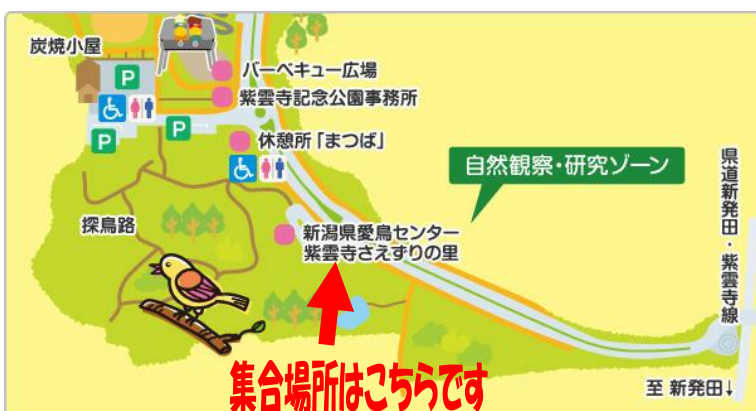 炭焼小屋
P
バーベキュー広場
紫雲寺記念公園事務所
P
P
休憩所「まつば」
自然観察・研究ゾーン
県道新発田・紫雲寺線
探鳥路
新潟県愛鳥センター
紫雲寺さえずりの里
集合場所はこちらです
至 新発田↓